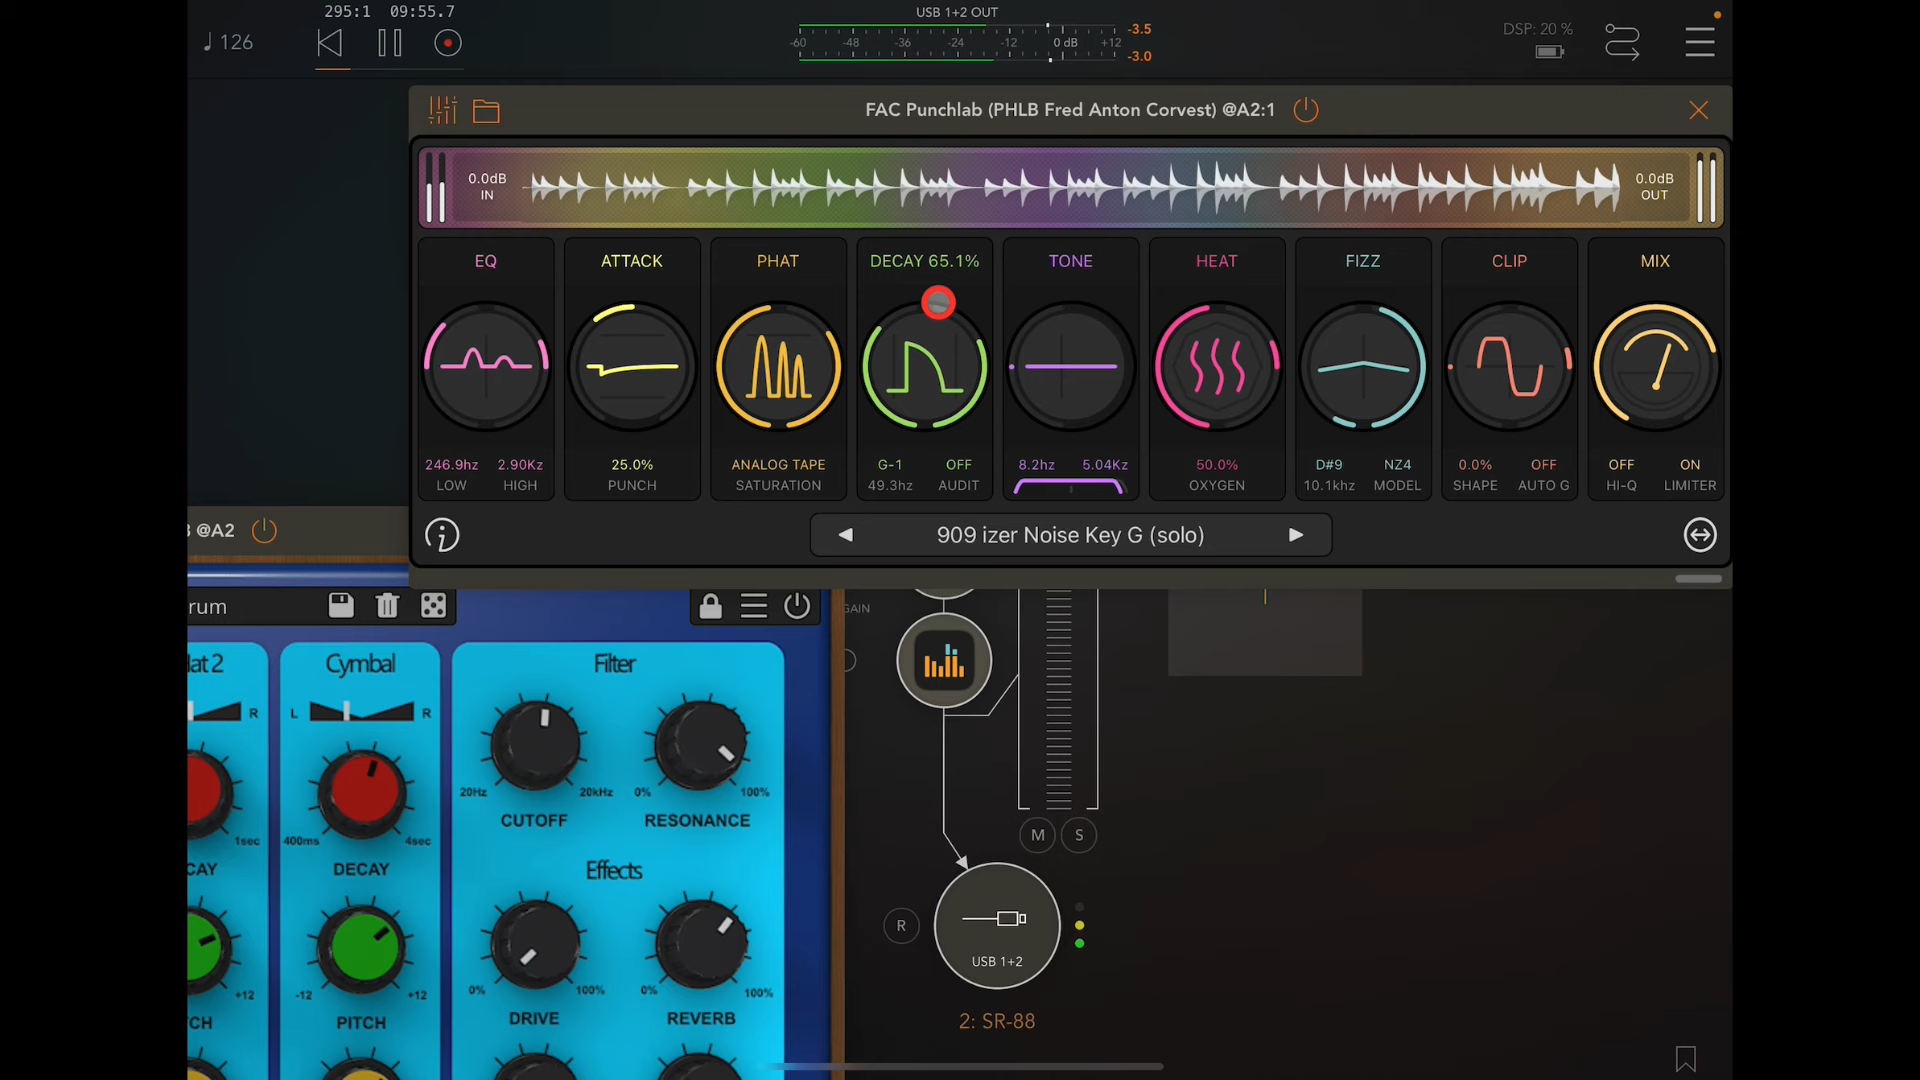 295:1 09:55.7
♩ 126
USB 1+2 OUT
-60 -48 -36 -24 -12 0 dB +12
-3.5
-3.0
DSP: 20 %
FAC Punchlab (PHLB Fred Anton Corvest) @A2:1
0.0dB
IN
0.0dB
OUT
EQ ATTACK PHAT DECAY 65.1% TONE HEAT FIZZ CLIP MIX
246.9hz 2.90Kz 25.0% ANALOG TAPE G-1 OFF 8.2hz 5.04Kz 50.0% D#9 NZ4 0.0% OFF OFF ON
LOW HIGH PUNCH SATURATION 49.3hz AUDIT OXYGEN 10.1khz MODEL SHAPE AUTO G HI-Q LIMITER
909 izer Noise Key G (solo)
@A2
rum
GAIN
lat 2 Cymbal Filter
R L R
20Hz 20kHz 0% 100%
CUTOFF RESONANCE
1sec 400ms 4sec
CAY DECAY
Effects
M S
R
USB 1+2
0% 100% 0% 100%
+12 -12 +12
CH PITCH DRIVE REVERB
2: SR-88